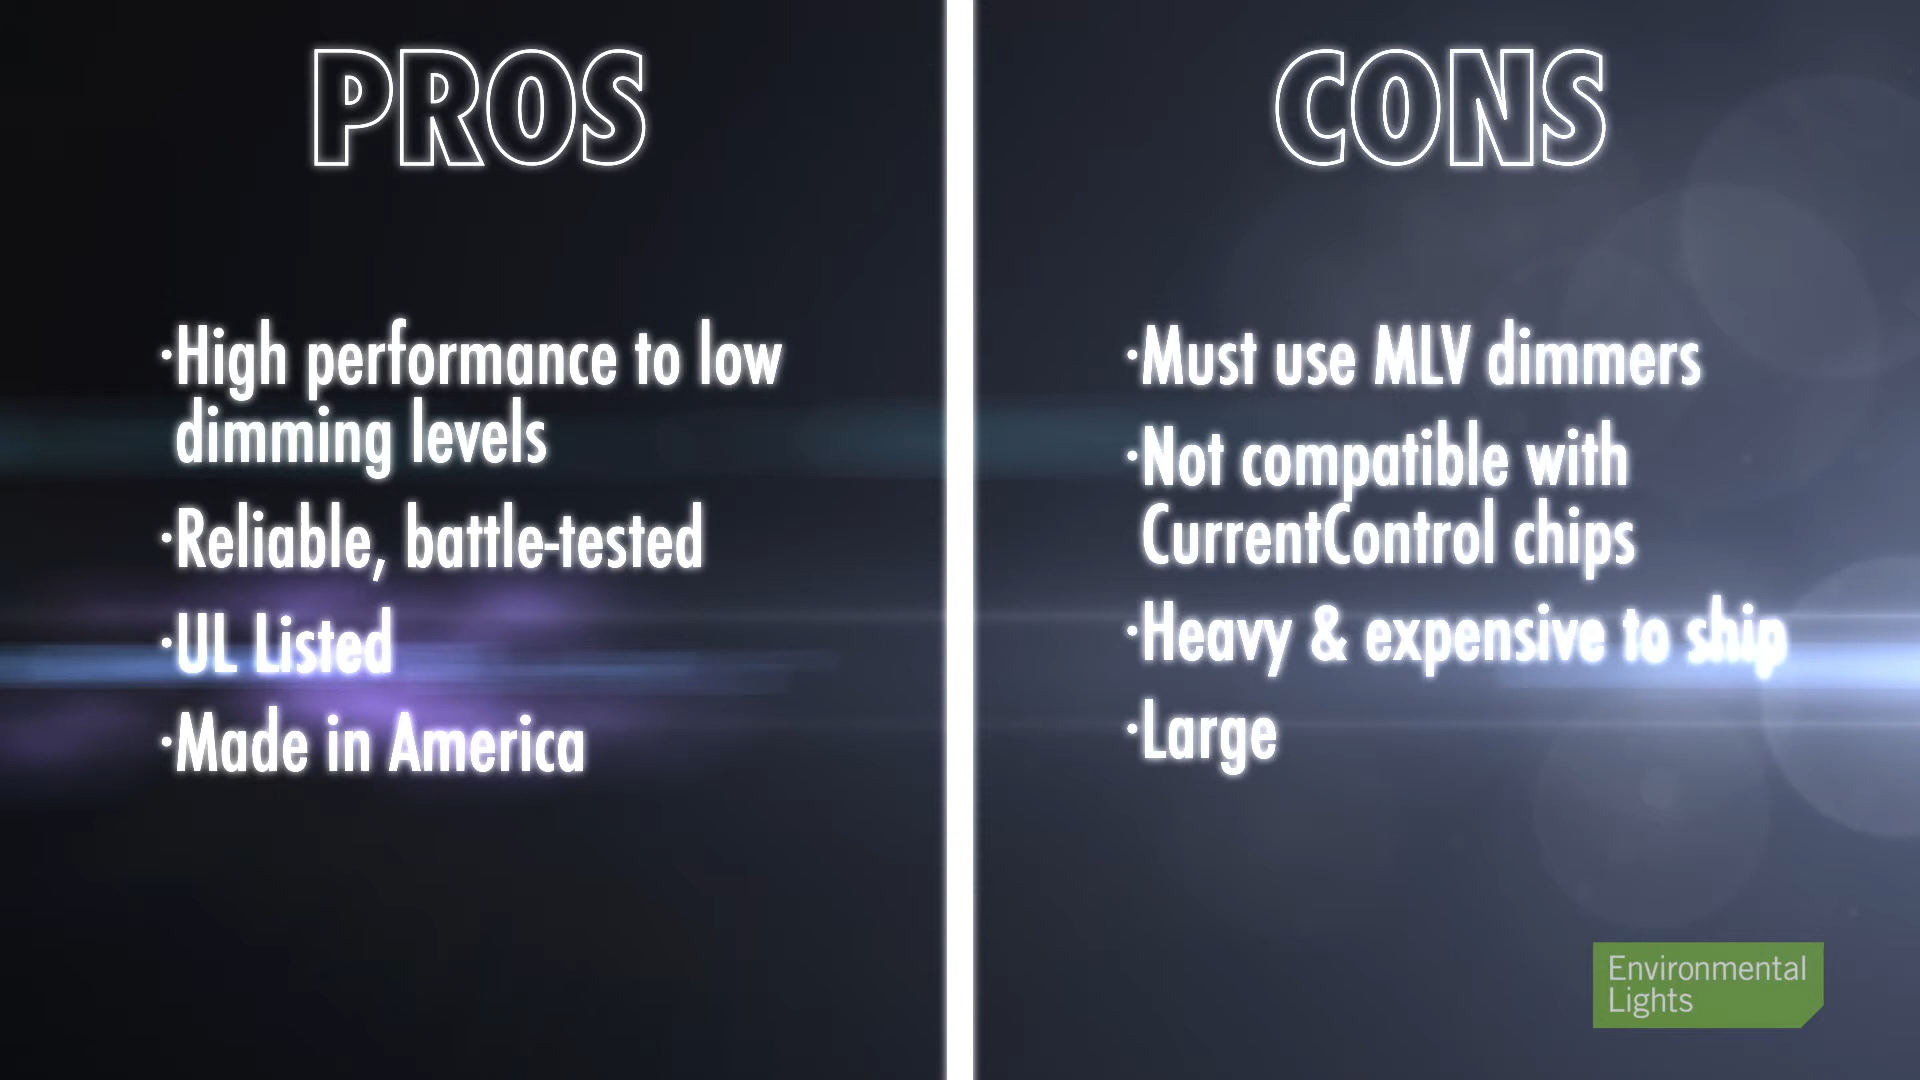 PROS
·High performance to low
dimming levels
·Reliable, battle-tested
·UL Listed
·Made in America
CONS
·Must use MLV dimmers
·Not compatible with
CurrentControl chips
·Heavy & expensive to ship
·Large
Environmental
Lights